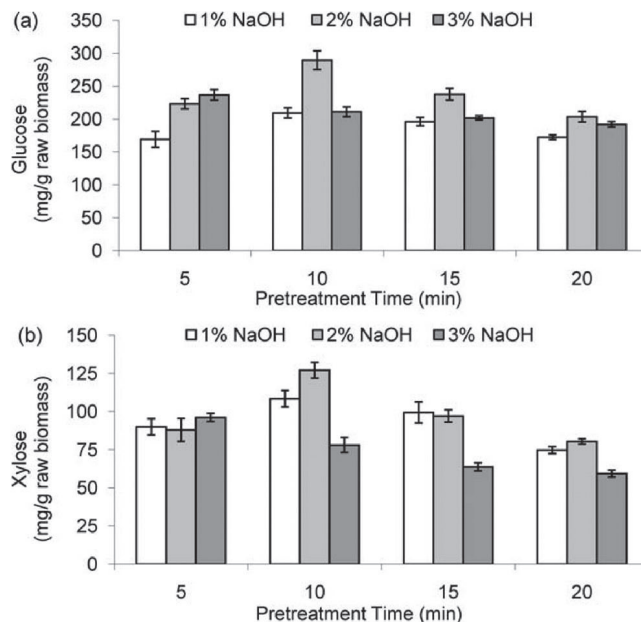 (a)
1% NaOH 2% NaOH 3% NaOH
350
300
250
200
150
100
50
0
Glucose
(mg/g raw biomass)
5 10 15 20
Pretreatment Time (min)
(b)
1% NaOH 2% NaOH 3% NaOH
150
125
100
75
50
25
0
Xylose
(mg/g raw biomass)
5 10 15 20
Pretreatment Time (min)